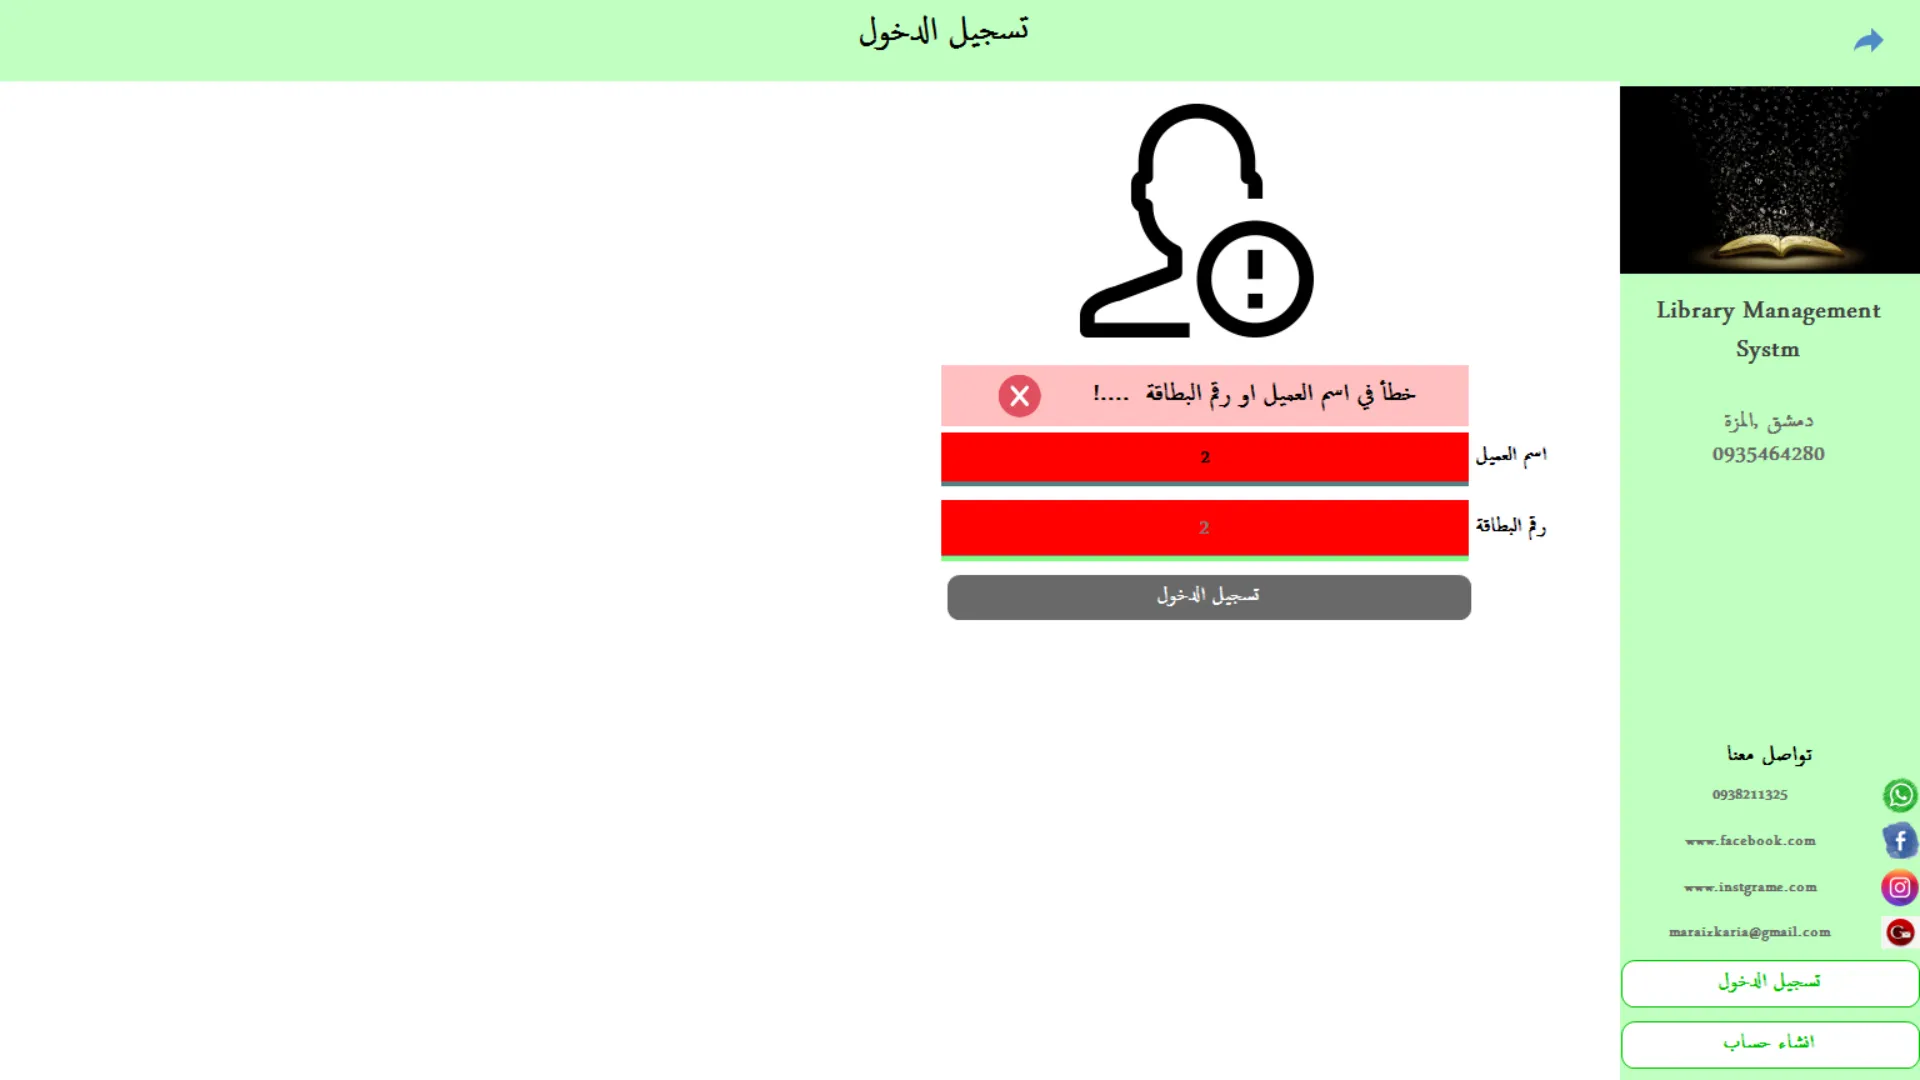 تسجيل الدخول
Library Management
Systm
دمشق ,المزة
0935464280
خطأ في اسم العميل او رقم البطاقة ....!
اسم العميل
2
رقم البطاقة
2
تسجيل الدخول
تواصل معنا
0938211325
www.facebook.com
www.instgrame.com
maraizkaria@gmail.com
تسجيل الدخول
انشاء حساب